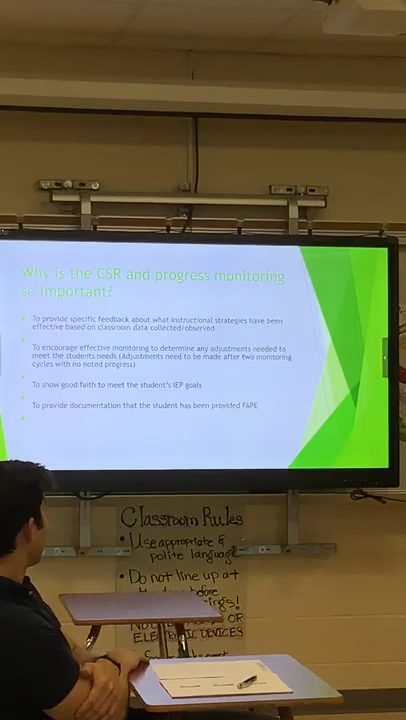 Why is the CSR and progress monitoring
so important?
To provide specific feedback about what instructional strategies have been
effective based on classroom data collected/observed
To encourage effective monitoring to determine any adjustments needed to
meet the students needs (Adjustments need to be made after two monitoring
cycles with no noted progress)
To show good faith to meet the student's IEP goals
To provide documentation that the student has been provided FAPE
Classroom Rules
• Use appropriate &
polite language
• Do not line up at
before
ings!
OR
DEVICES